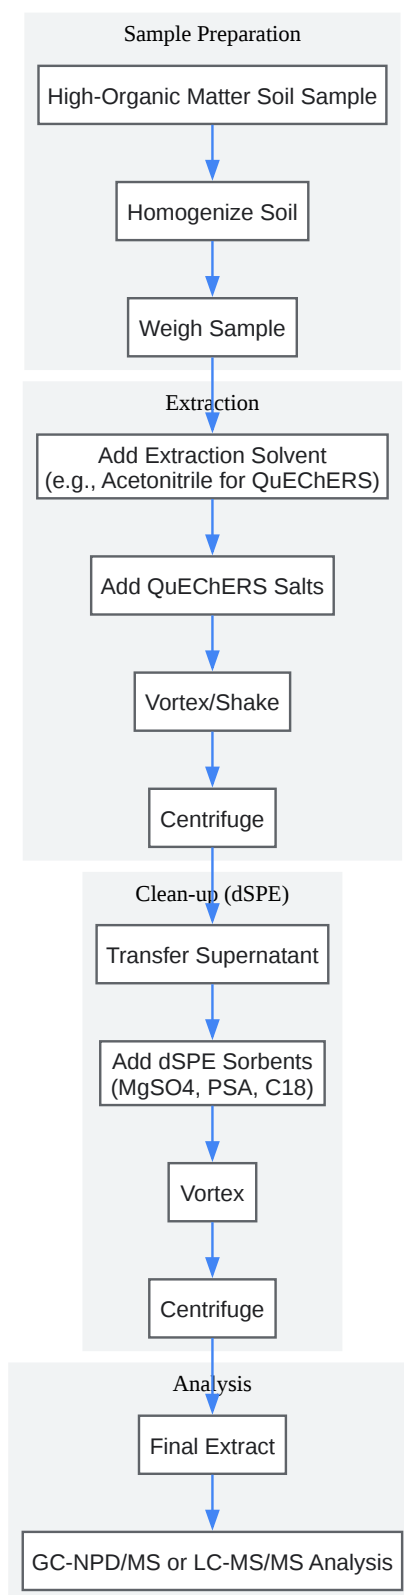 Sample Preparation
High-Organic Matter Soil Sample
Homogenize Soil
Weigh Sample
Extraction
Add Extraction Solvent
(e.g., Acetonitrile for QuEChERS)
Add QuEChERS Salts
Vortex/Shake
Centrifuge
Clean-up (dSPE)
Transfer Supernatant
Add dSPE Sorbents
(MgSO4, PSA, C18)
Vortex
Centrifuge
Analysis
Final Extract
GC-NPD/MS or LC-MS/MS Analysis